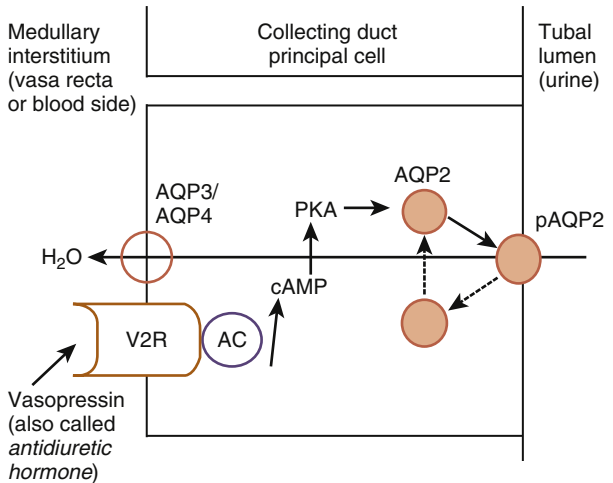 Medullary
interstitium
(vasa recta
or blood side)
Collecting duct
principal cell
Tubal
lumen
(urine)
AQP3/
AQP4
AQP2
PKA
pAQP2
H₂O
cAMP
V2R
AC
Vasopressin
(also called
antidiuretic
hormone)